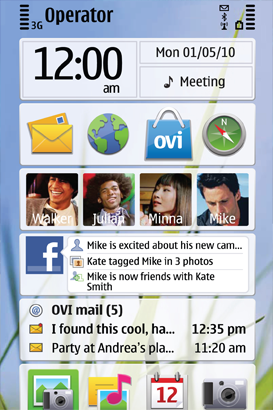 3G Operator
12:00 am
Mon 01/05/10
Meeting
ovi N
Walker Julian Minna Mike
f
Mike is excited about his new cam...
Kate tagged Mike in 3 photos
Mike is now friends with Kate
Smith
@ OVI mail (5)
I found this cool, ha... 12:35 pm
Party at Andrea's pla... 11:20 am
12